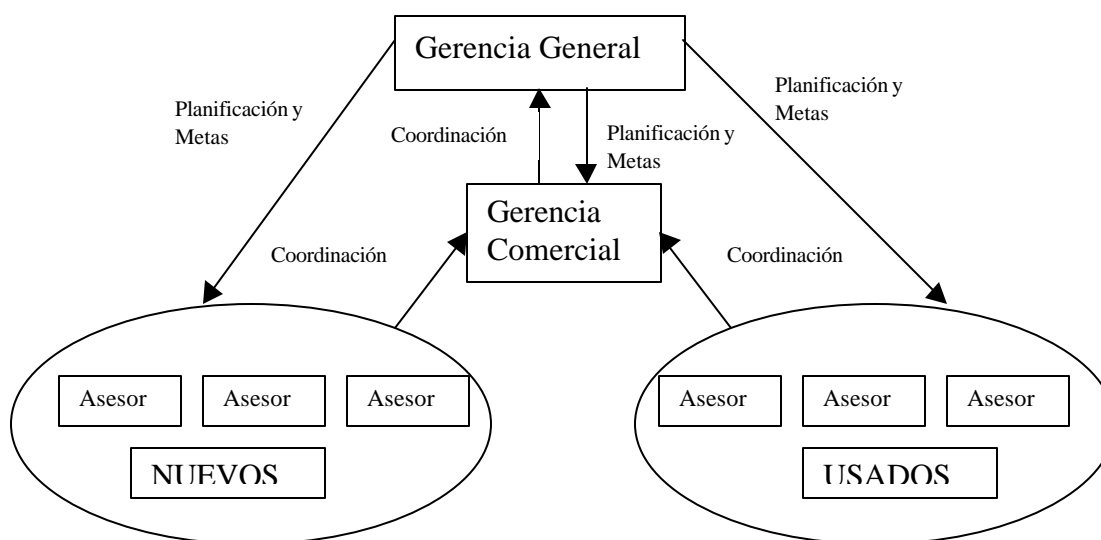 Gerencia General
Planificación y
Metas
Coordinación
Planificación y
Metas
Planificación y
Metas
Gerencia
Comercial
Coordinación
Coordinación
Asesor
Asesor
Asesor
Asesor
Asesor
Asesor
NUEVOS
USADOS